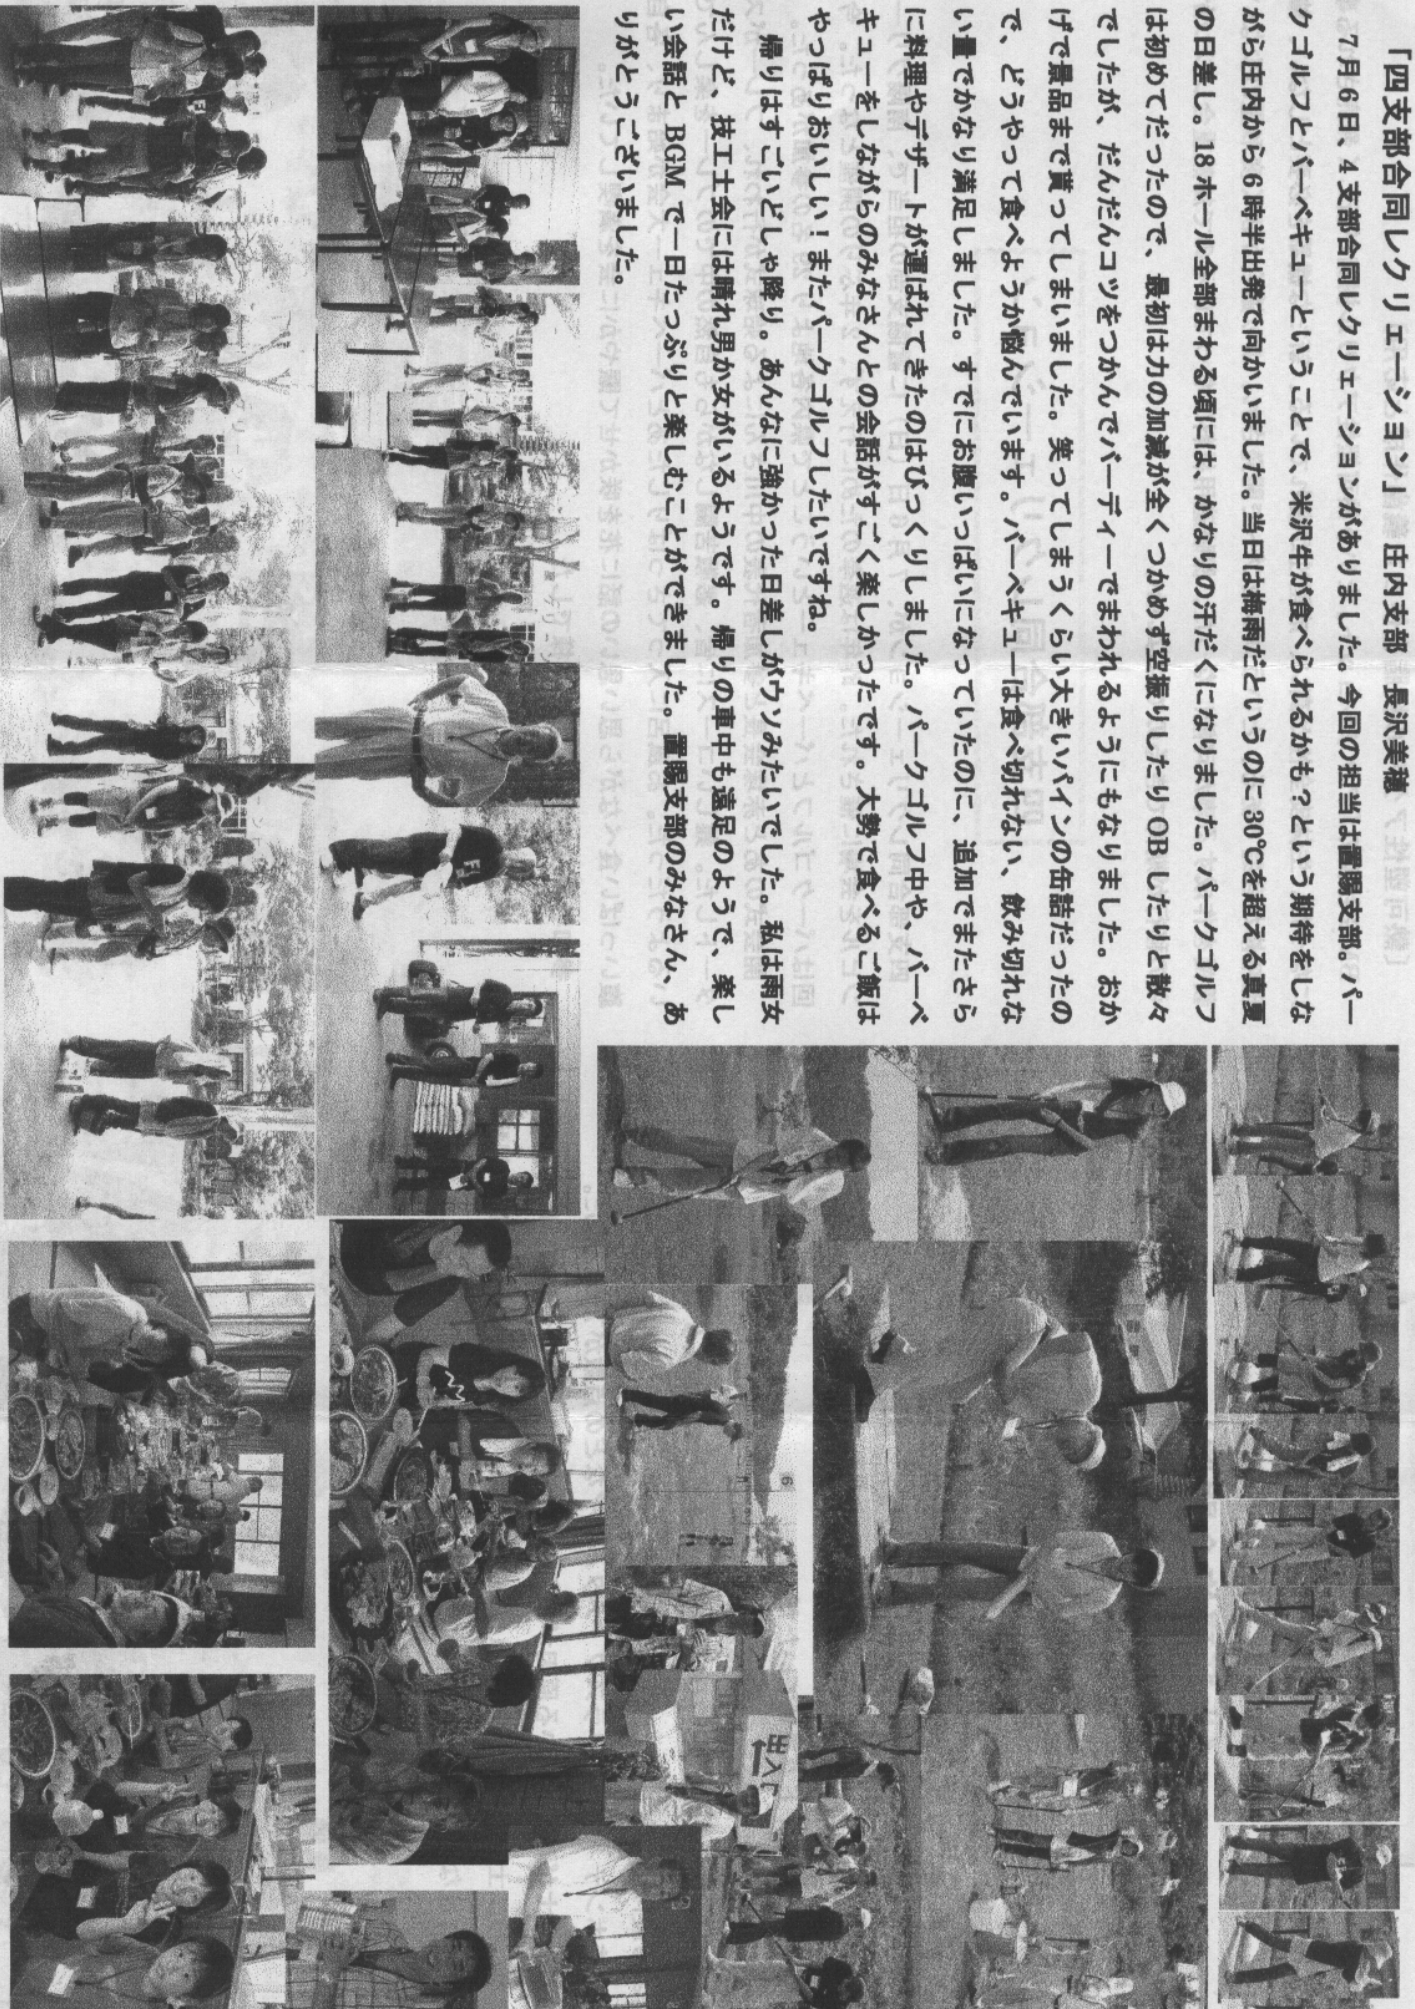 「四支部合同レクリェーション」 庄内支部 長沢美穂
7月6日、4支部合同レクリェーションがありました。今回の担当は置賜支部。パー
クゴルフとバーベキューということで、米沢牛が食べられるかも？という期待をしな
がら庄内から6時半出発で向かいました。当日は梅雨だというのに30℃を超える真夏
の日差し。18ホール全部まわる頃には、かなりの汗だくになりました。パークゴルフ
は初めてだったので、最初は力の加減が全くつかめず空振りしたりOBしたりと散々
でしたが、だんだんコツをつかんでバーディーでまわれるようにもなりました。おか
げで景品まで貰ってしまいました。笑ってしまうくらい大きいパインの缶詰だったの
で、どうやって食べようか悩んでいます。バーベキューは食べ切れない、飲み切れな
い量でかなり満足しました。すでにお腹いっぱいになっていたのに、追加でまたさら
に料理やデザートが運ばれてきたのはびっくりしました。パークゴルフ中や、バーベ
キューをしながらのみなさんとの会話がすごく楽しかったです。大勢で食べるご飯は
やっぱりおいしい！またパークゴルフしたいですね。
帰りはすごいどしゃ降り。あんなに強かった日差しがウソみたいでした。私は雨女
だけど、技工士会には晴れ男か女がいるようです。帰りの車中も遠足のようで、楽し
い会話とBGMで一日たっぷりと楽しむことができました。置賜支部のみなさん、あ
りがとうございました。
6
出入口